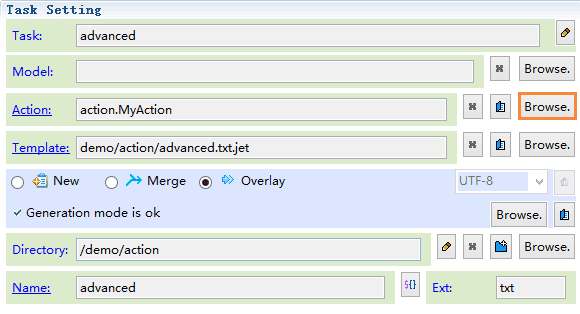 Task Setting
Task: advanced
Model: Browse.
Action: action.MyAction Browse.
Template: demo/action/advanced.txt.jet Browse.
New Merge Overlay UTF-8
Generation mode is ok Browse.
Directory: /demo/action Browse.
Name: advanced §{} Ext: txt